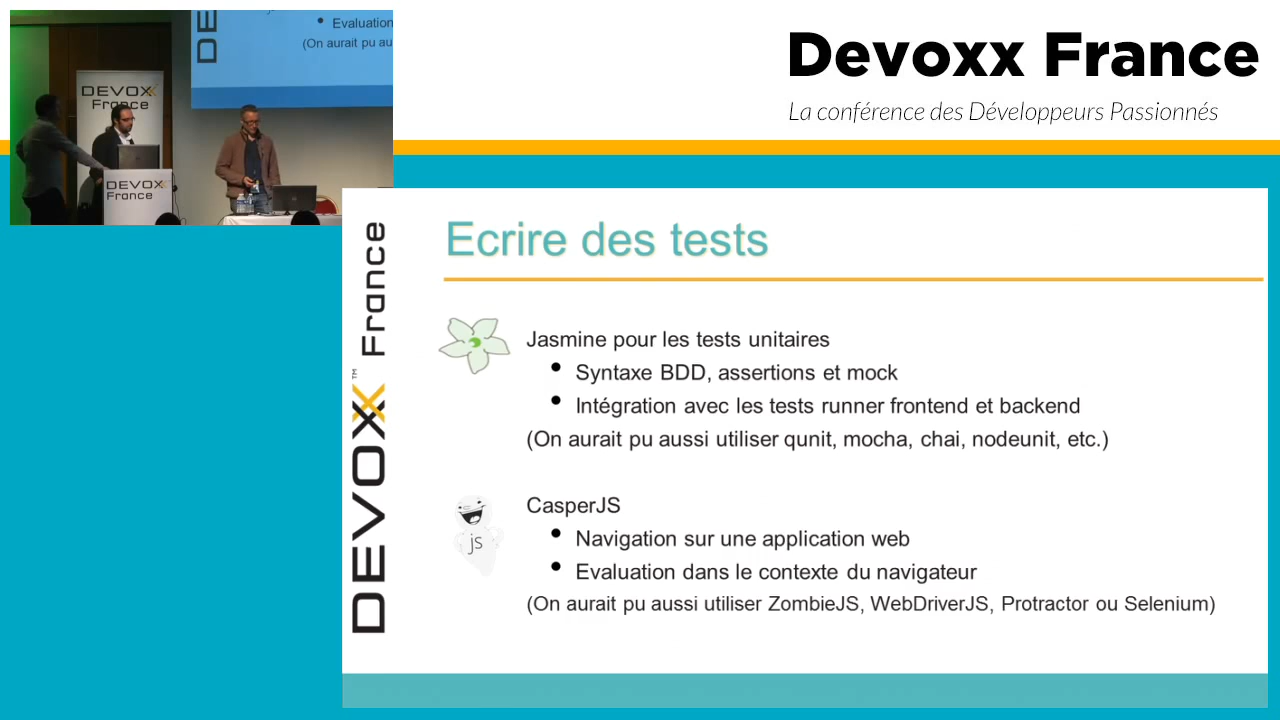 Evaluation
(On aurait pu au
DE
DEVOXX
France
DEVOXX
France
Devoxx France
La conférence des Développeurs Passionnés
DEVOXX™ France
Ecrire des tests
Jasmine pour les tests unitaires
• Syntaxe BDD, assertions et mock
• Intégration avec les tests runner frontend et backend
(On aurait pu aussi utiliser qunit, mocha, chai, nodeunit, etc.)
js
CasperJS
• Navigation sur une application web
• Evaluation dans le contexte du navigateur
(On aurait pu aussi utiliser ZombieJS, WebDriverJS, Protractor ou Selenium)